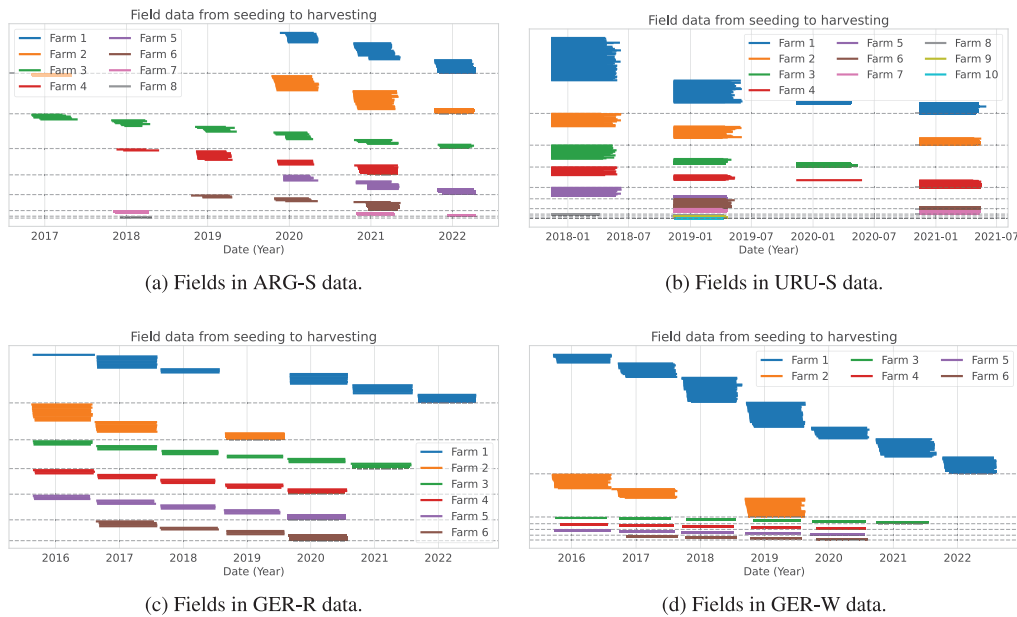 Field data from seeding to harvesting
Farm 1 Farm 5
Farm 2 Farm 6
Farm 3 Farm 7
Farm 4 Farm 8
2017 2018 2019 2020 2021 2022
Date (Year)
(a) Fields in ARG-S data.
Field data from seeding to harvesting
Farm 1 Farm 5 Farm 8
Farm 2 Farm 6 Farm 9
Farm 3 Farm 7 Farm 10
Farm 4
2018-01 2018-07 2019-01 2019-07 2020-01 2020-07 2021-01 2021-07
Date (Year)
(b) Fields in URU-S data.
Field data from seeding to harvesting
Farm 1
Farm 2
Farm 3
Farm 4
Farm 5
Farm 6
2016 2017 2018 2019 2020 2021 2022
Date (Year)
(c) Fields in GER-R data.
Field data from seeding to harvesting
Farm 1 Farm 3 Farm 5
Farm 2 Farm 4 Farm 6
2016 2017 2018 2019 2020 2021 2022
Date (Year)
(d) Fields in GER-W data.